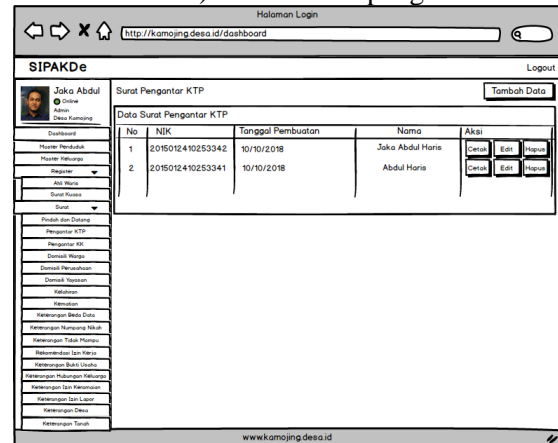 Halaman Login
http://kamojing.desa.id/dashboard
SIPAKDe
Logout
Jaka Abdul
Online
Admin
Desa Kamojing
Surat Pengantar KTP
Tambah Data
Data Surat Pengantar KTP
No NIK Tanggal Pembuatan Nama Aksi
1 2015012410253342 10/10/2018 Jaka Abdul Haris Cetak Edit Hapus
2 2015012410253341 10/10/2018 Abdul Haris Cetak Edit Hapus
Dashboard
Master Penduduk
Master Keluarga
Register
Ahli Waris
Surat Kuasa
Surat
Pindah dan Datang
Pengantar KTP
Pengantar KK
Domisili Warga
Domisili Perusahaan
Domisili Yayasan
Kelahiran
Kematian
Keterangan Beda Data
Keterangan Numpang Nikah
Keterangan Tidak Mampu
Rekomendasi Izin Kerja
Keterangan Bukti Usaha
Keterangan Hubungan Keluarga
Keterangan Izin Keramaian
Keterangan Izin Lapor
Keterangan Desa
Keterangan Tanah
www.kamojing.desa.id